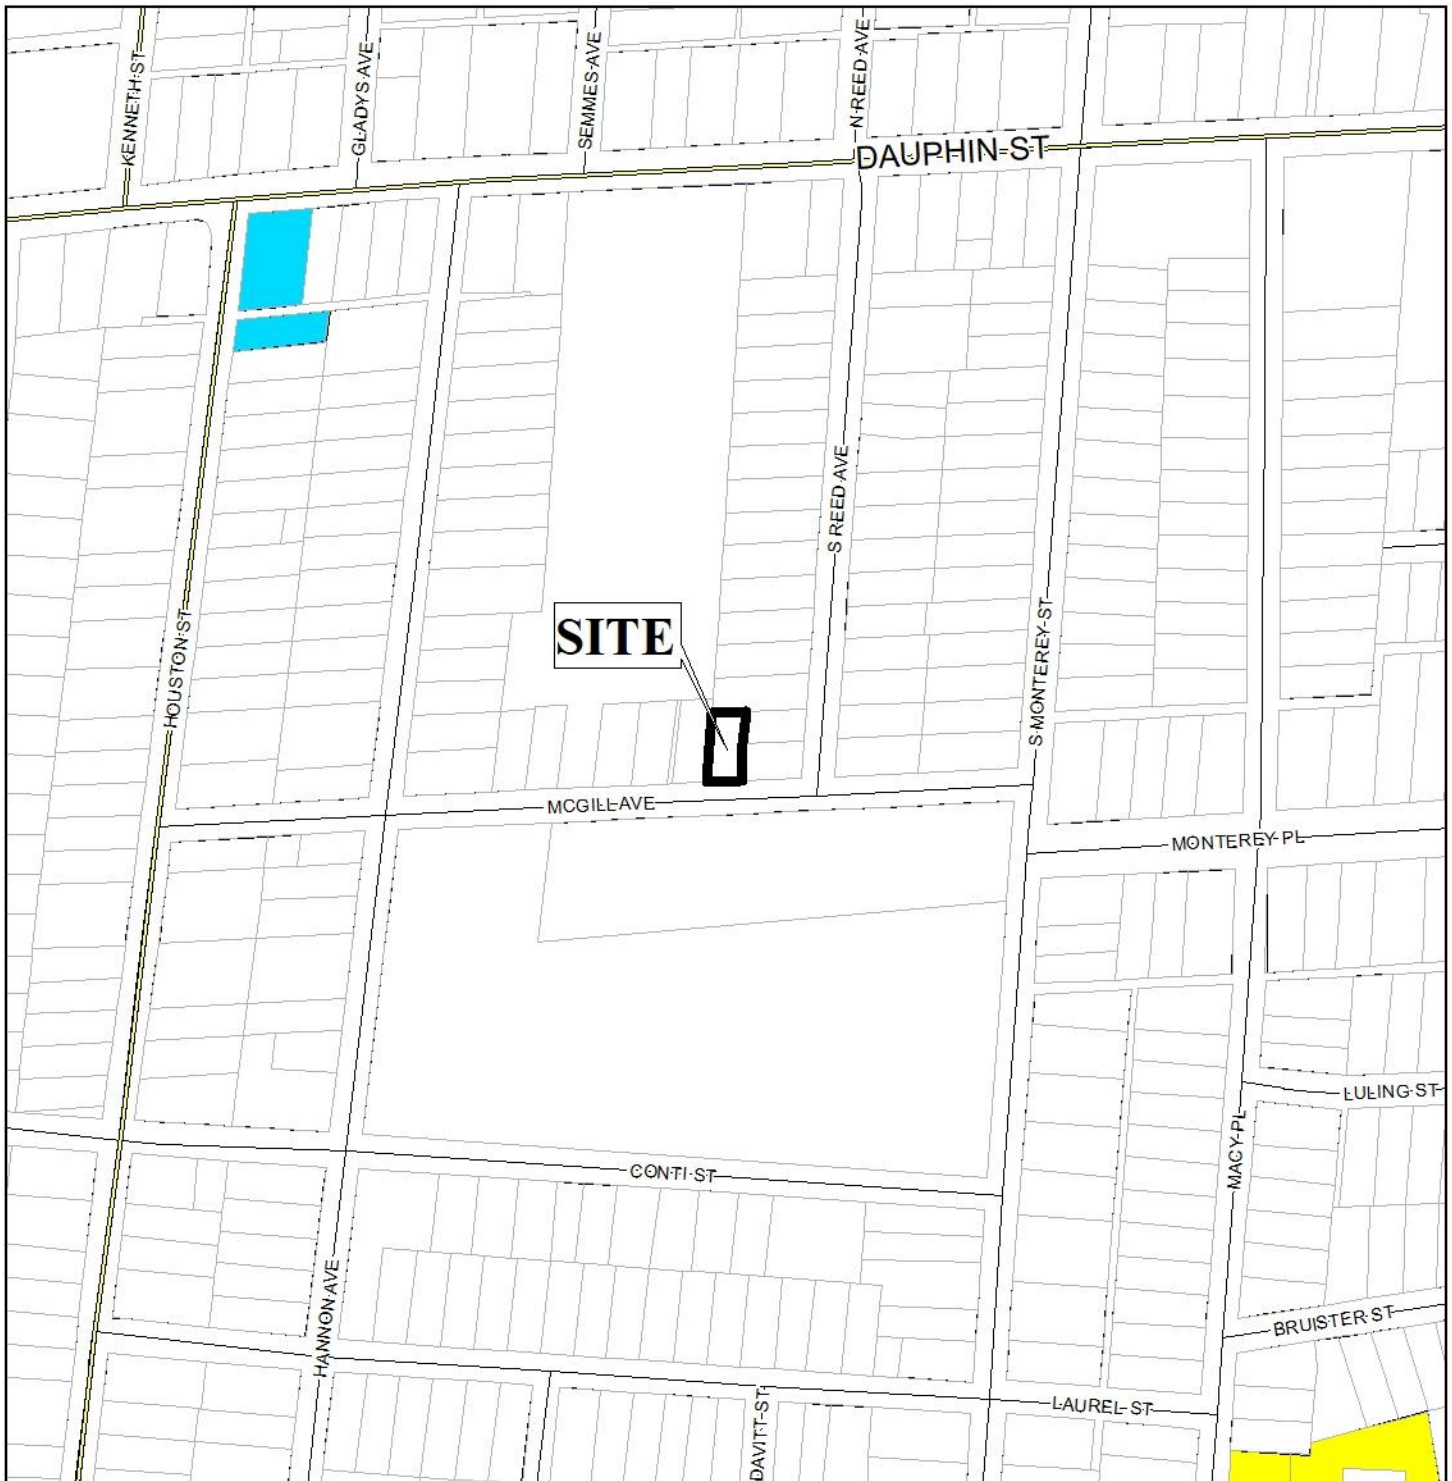 KENNETH ST
GLADYS AVE
SEMMES AVE
N REED AVE
DAUPHIN ST
S REED AVE
SITE
HOUSTON ST
S MONTEREY ST
MCGILL AVE
MONTEREY PL
LULING ST
MACY PL
CONTI ST
HANNON AVE
BRUISTER ST
LAUREL ST
DAVITT ST